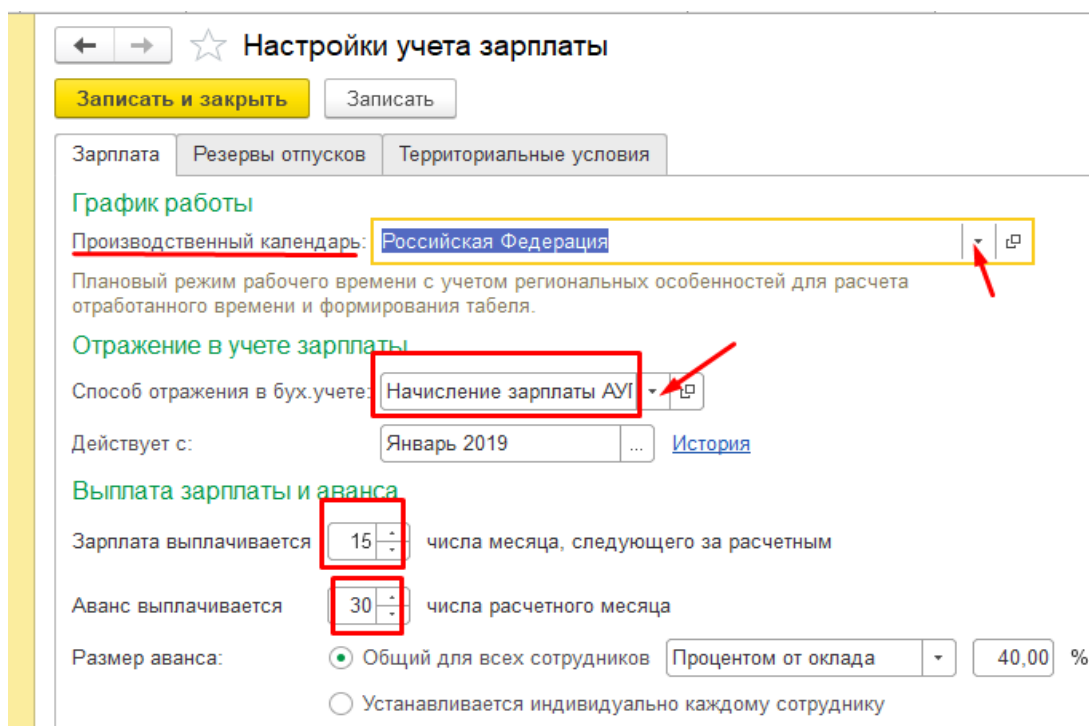 Настройки учета зарплаты
Записать и закрыть Записать
Зарплата Резервы отпусков Территориальные условия
График работы
Производственный календарь: Российская Федерация
Плановый режим рабочего времени с учетом региональных особенностей для расчета
отработанного времени и формирования табеля.
Отражение в учете зарплаты
Способ отражения в бух.учете: Начисление зарплаты
Действует с: Январь 2019 ... История
Выплата зарплаты и аванса
Зарплата выплачивается 15 числа месяца, следующего за расчетным
Аванс выплачивается 30 числа расчетного месяца
Размер аванса: Общий для всех сотрудников Процентом от оклада 40,00 %
Устанавливается индивидуально каждому сотруднику